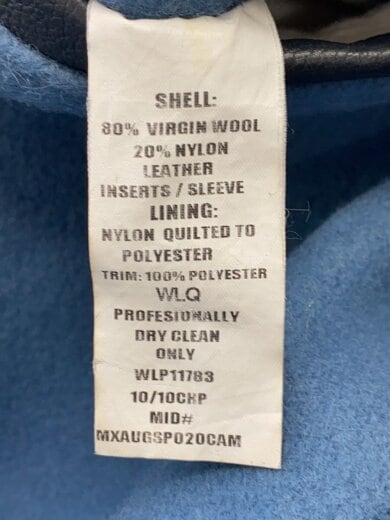 SHELL:
80% VIRGIN WOOL
20% NYLON
LEATHER
INSERTS / SLEEVE
LINING:
NYLON QUILTED TO
POLYESTER
TRIM: 100% POLYESTER
WLQ
PROFESIONALLY
DRY CLEAN
ONLY
WLP11783
10/10CHP
MID#
MXAUGSP020CAM